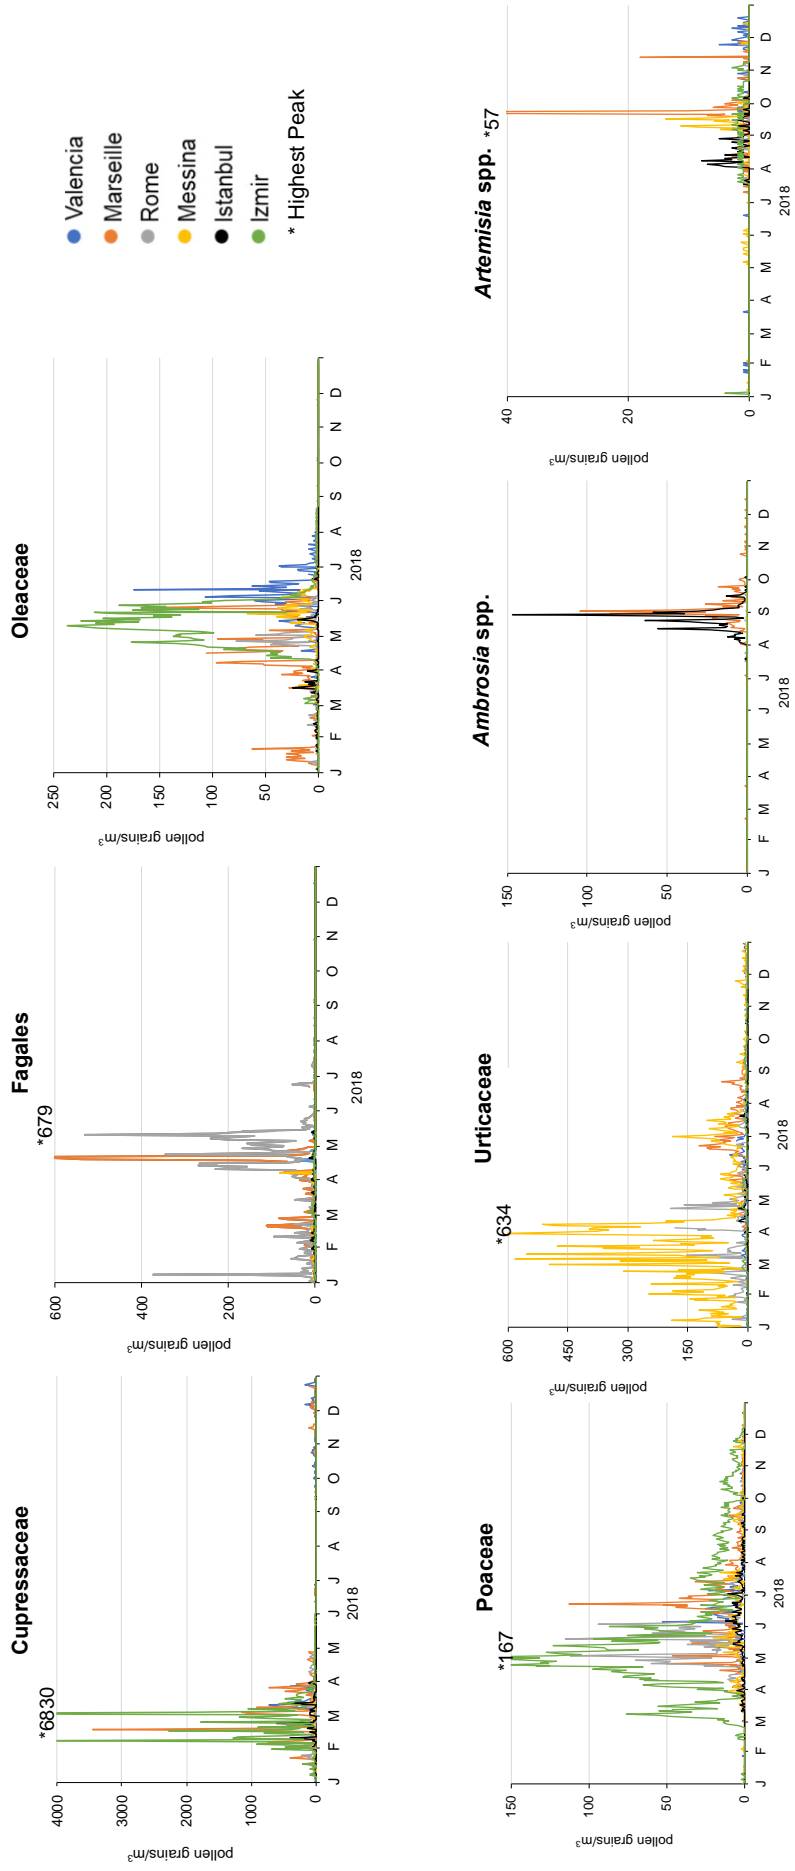 Cupressaceae
*6830
pollen grains/m³
4000
3000
2000
1000
0
J F M A M J J A S O N D
2018
Fagales
*679
pollen grains/m³
600
400
200
0
J F M A M J J A S O N D
2018
Oleaceae
pollen grains/m³
250
200
150
100
50
0
J F M A M J J A S O N D
2018
Valencia
Marseille
Rome
Messina
Istanbul
Izmir
* Highest Peak
Poaceae
*167
pollen grains/m³
150
100
50
0
J F M A M J J A S O N D
2018
Urticaceae
*634
pollen grains/m³
600
450
300
150
0
J F M A M J J A S O N D
2018
Ambrosia spp.
pollen grains/m³
150
100
50
0
J F M A M J J A S O N D
2018
Artemisia spp.
*57
pollen grains/m³
40
20
0
J F M A M J J A S O N D
2018